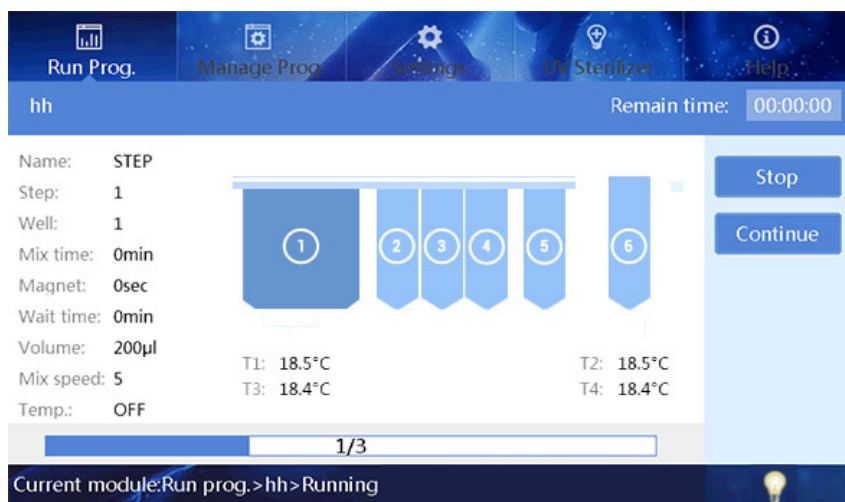 Run Prog. Manage Prog. Settings UV Sterilizer Help
hh Remain time: 00:00:00
Name: STEP
Step: 1
Well: 1
Mix time: 0min
Magnet: 0sec
Wait time: 0min
Volume: 200μl
Mix speed: 5
Temp.: OFF
1 2 3 4 5 6
T1: 18.5°C T2: 18.5°C
T3: 18.4°C T4: 18.4°C
Stop
Continue
1/3
Current module:Run prog.>hh>Running